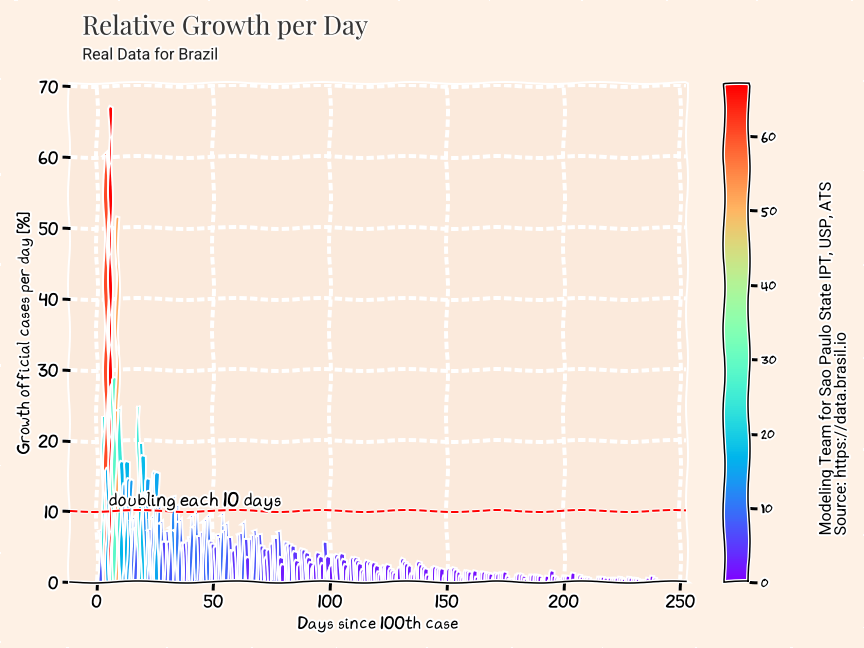 Relative Growth per Day
Real Data for Brazil
Growth official cases per day [%]
70
60
50
40
30
20
10
0
doubling each 10 days
0 50 100 150 200 250
Days since 100th case
60
50
40
30
20
10
0
Modeling Team for Sao Paulo State IPT, USP, ATS
Source: https://data.brasil.io